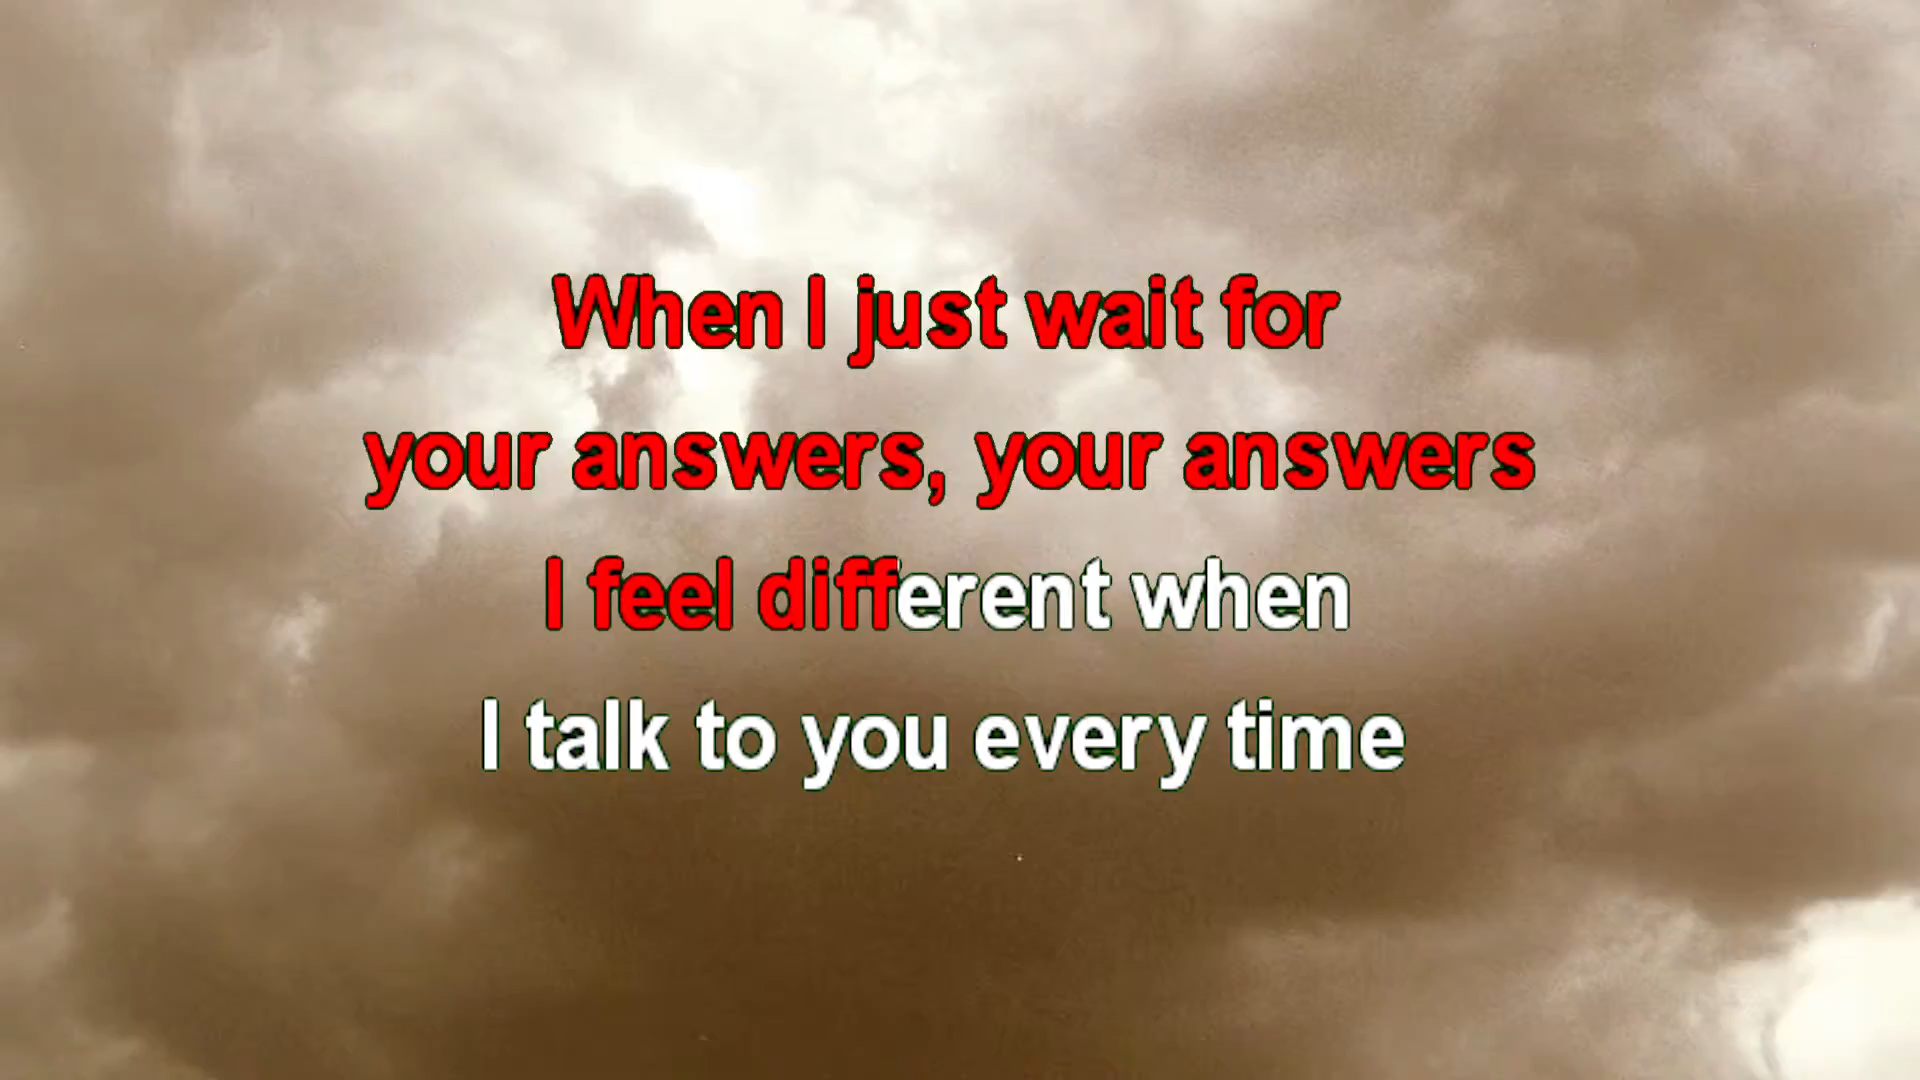 When I just wait for
your answers, your answers
I feel different when
I talk to you every time